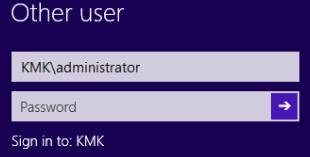 Other user
KMK\administrator
Password
Sign in to: KMK